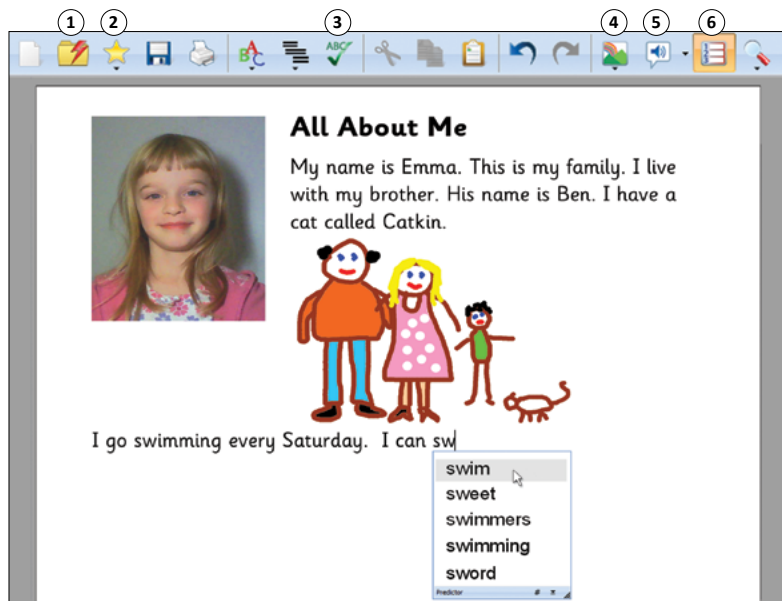 1 2 3 4 5 6
ABC
ABC
All About Me
My name is Emma. This is my family. I live
with my brother. His name is Ben. I have a
cat called Catkin.
I go swimming every Saturday. I can sw
swim
sweet
swimmers
swimming
sword
Predictor